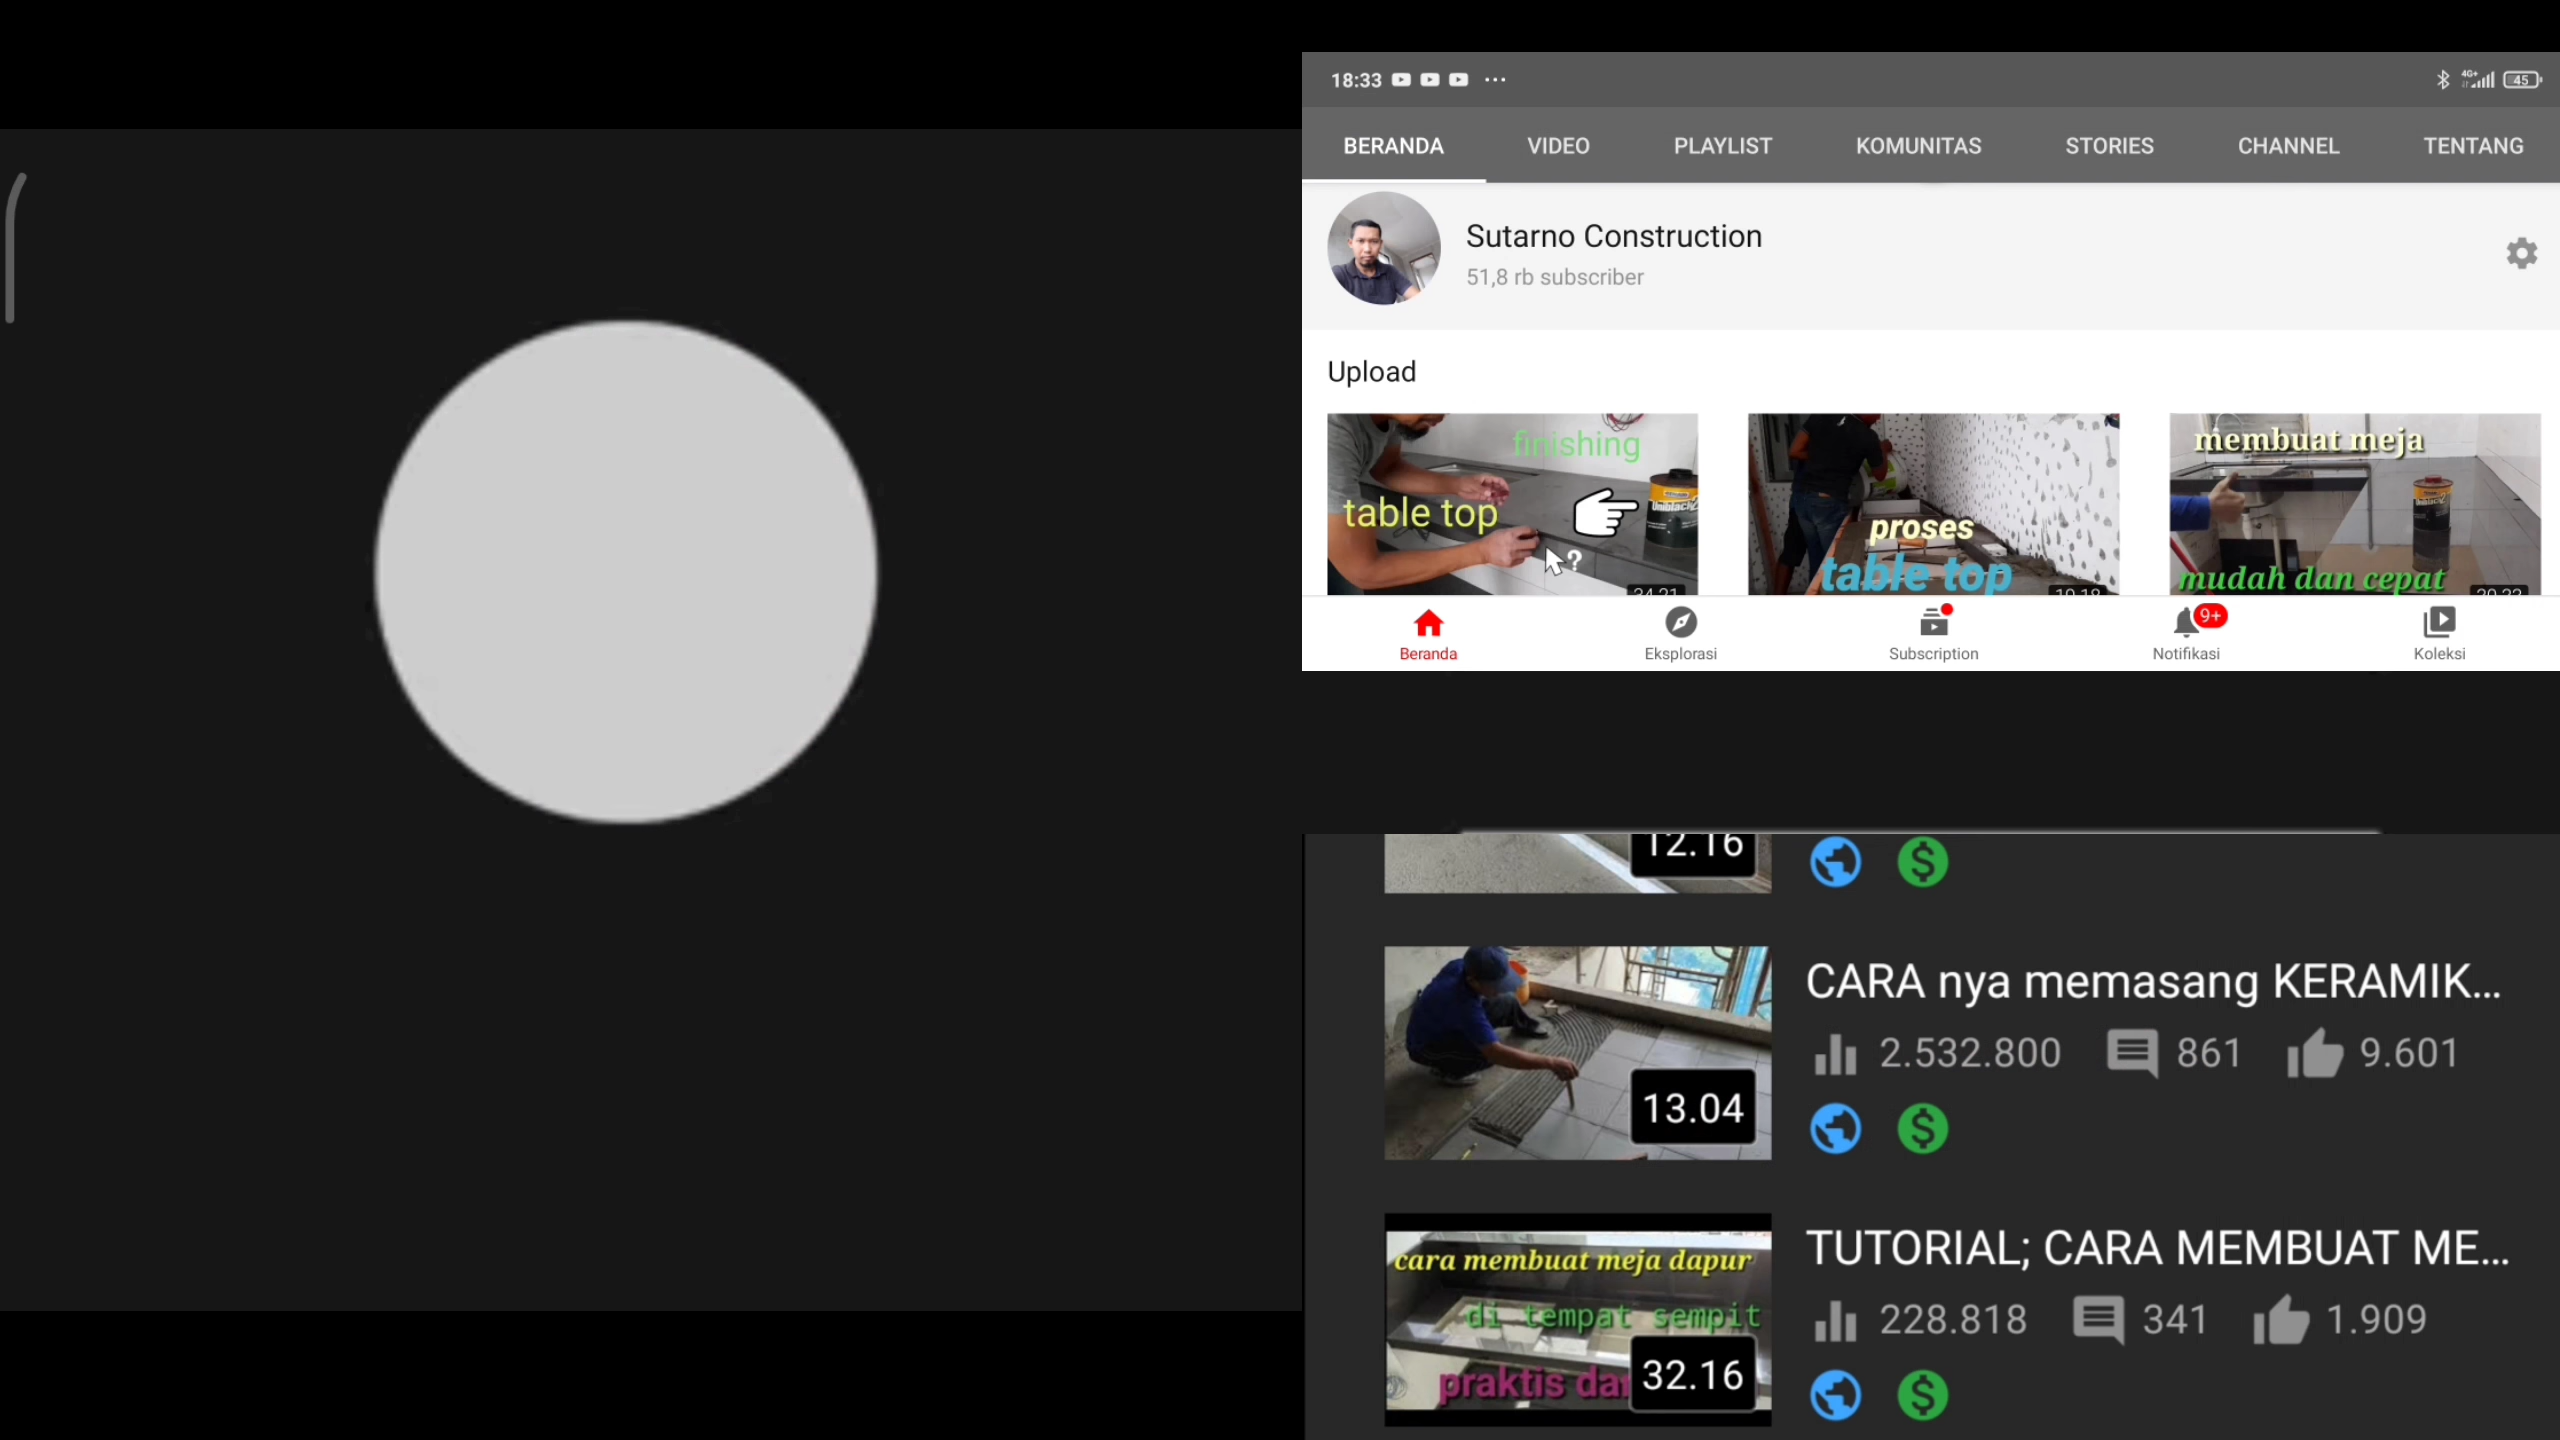 18:33
45
BERANDA VIDEO PLAYLIST KOMUNITAS STORIES CHANNEL TENTANG
Sutarno Construction
51,8 rb subscriber
Upload
finishing
table top
?
proses
table top
membuat meja
mudah dan cepat
Beranda Eksplorasi Subscription 9+ Notifikasi Koleksi
12.16
CARA nya memasang KERAMIK...
2.532.800 861 9.601
13.04
TUTORIAL; CARA MEMBUAT ME...
cara membuat meja dapur
di tempat sempit
228.818 341 1.909
praktis dan
32.16